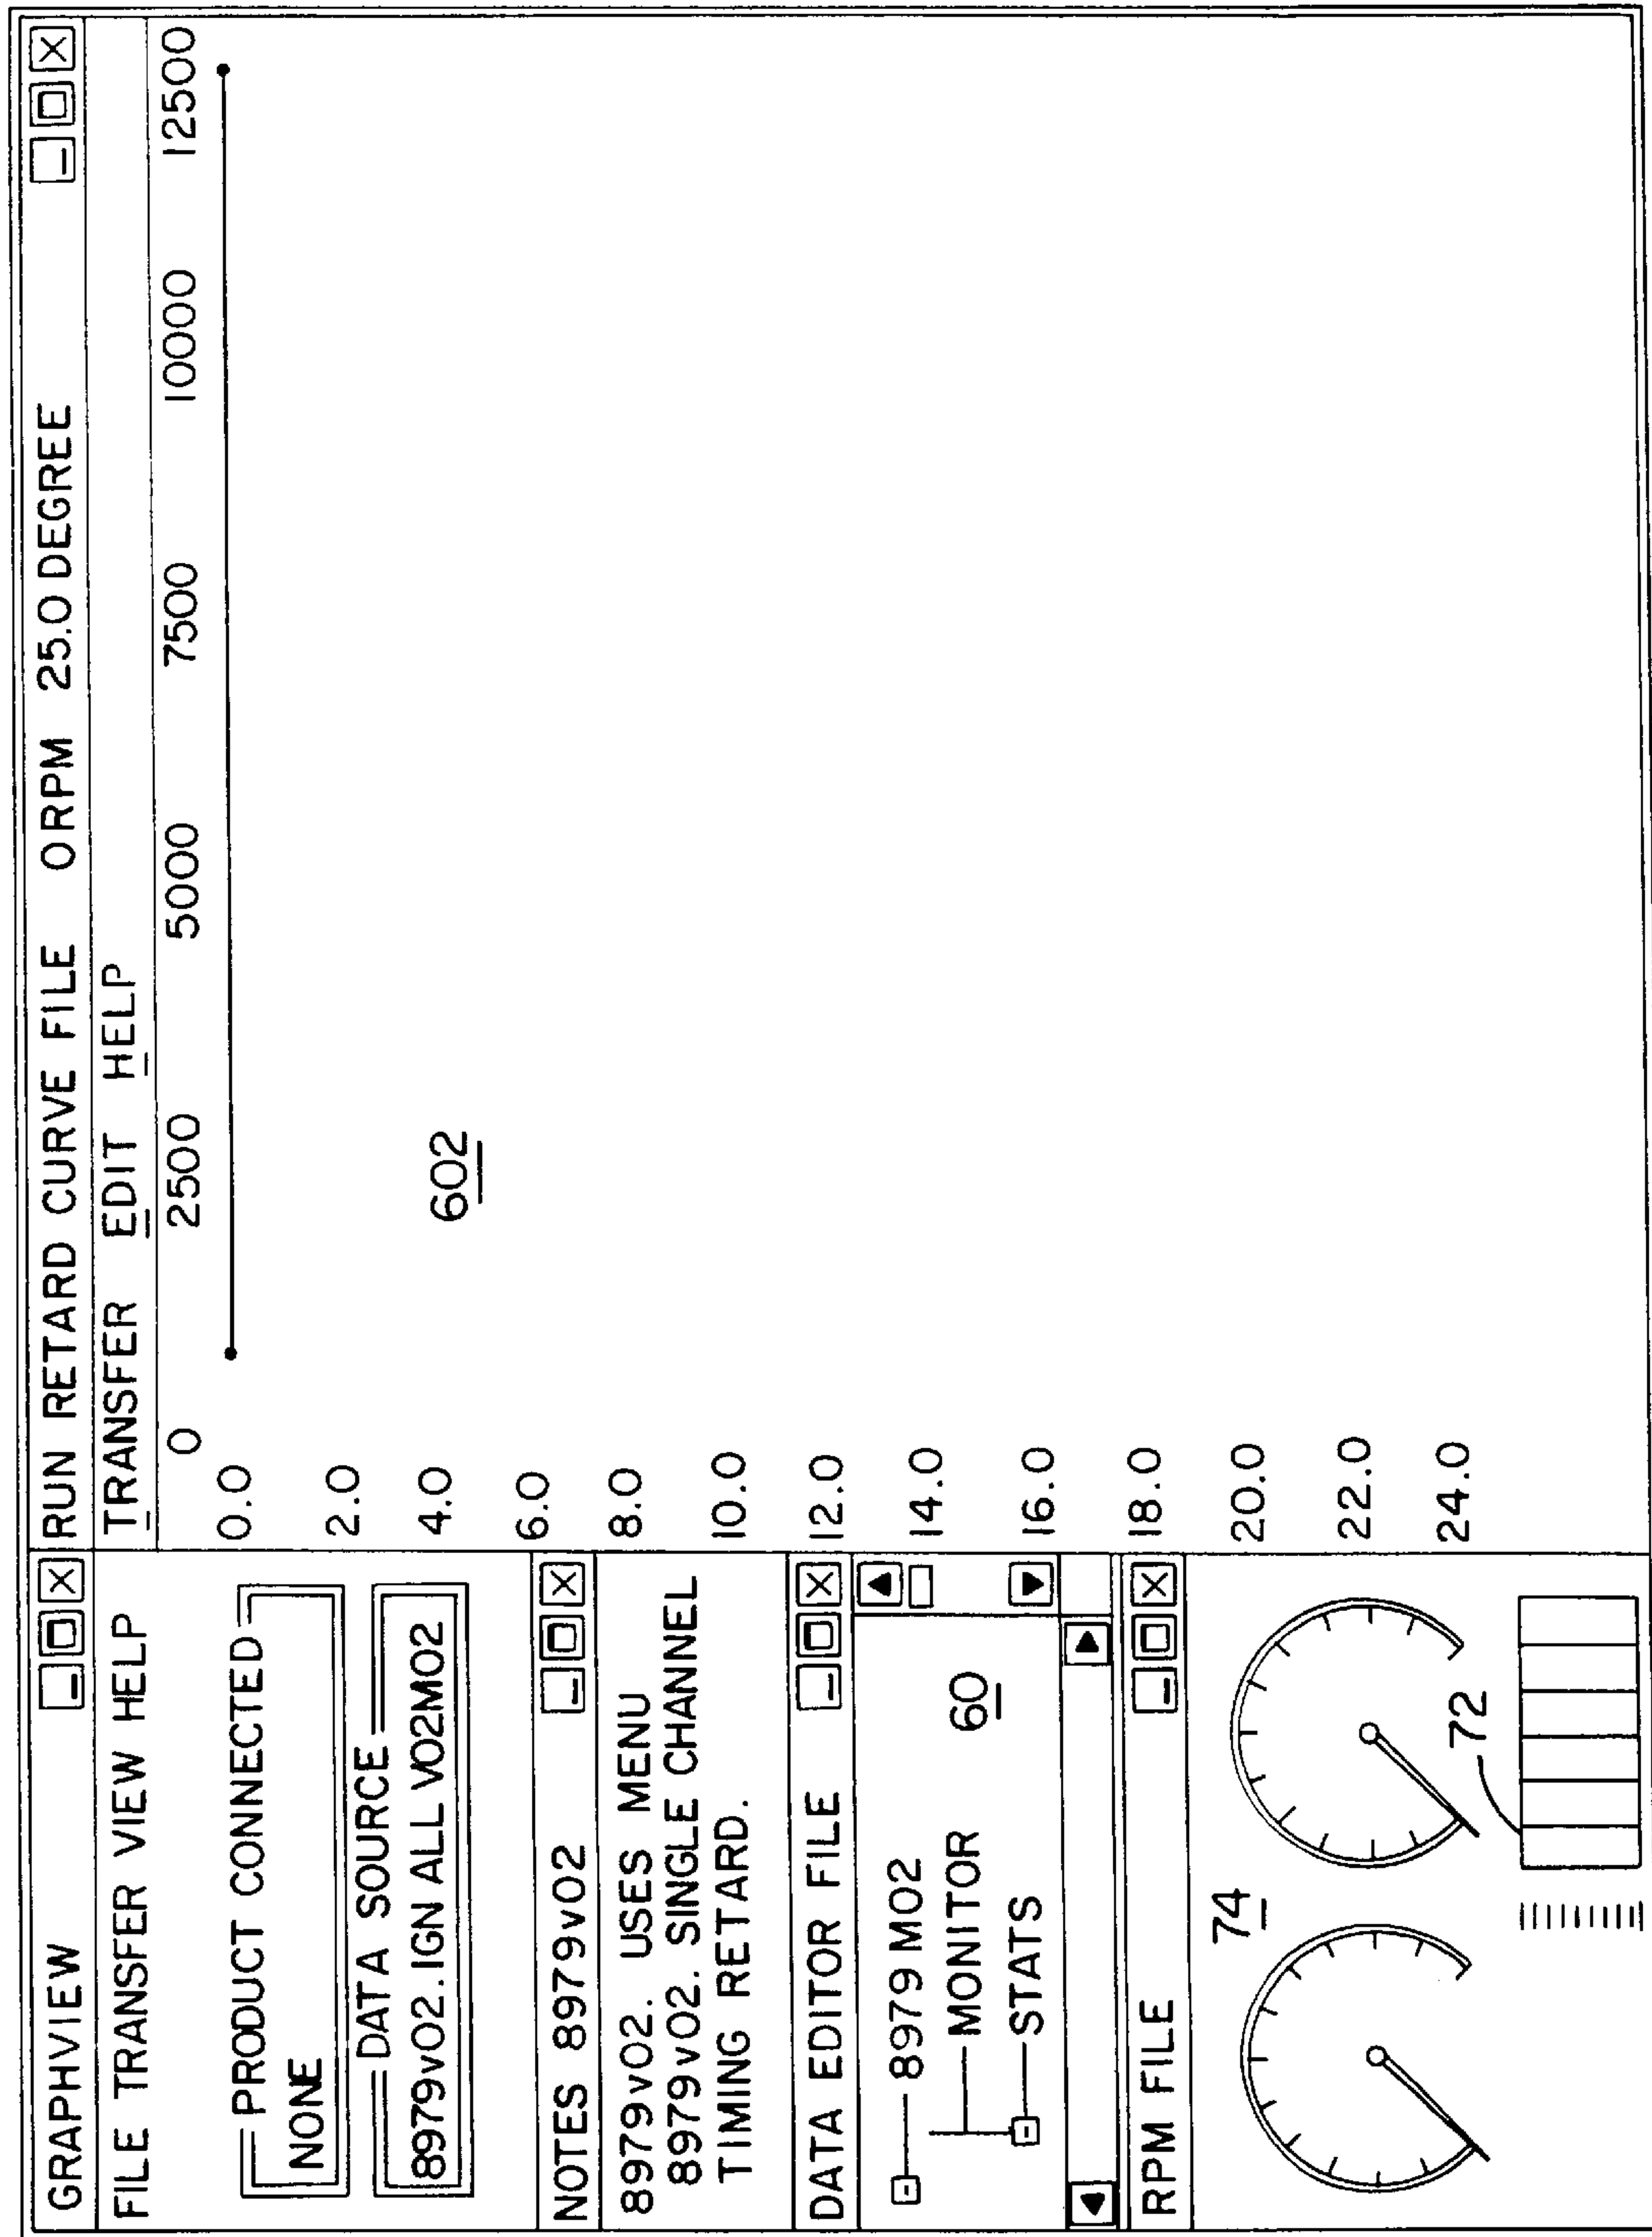 GRAPHVIEW
FILE TRANSFER VIEW HELP
PRODUCT CONNECTED
NONE
DATA SOURCE
8979v02.IGN ALL V02M02
NOTES 8979v02
8979v02. USES MENU
8979v02. SINGLE CHANNEL
TIMING RETARD.
DATA EDITOR FILE
8979 M02
MONITOR
STATS
60
RPM FILE
74
72
RUN RETARD CURVE FILE 0 RPM 25.0 DEGREE
TRANSFER EDIT HELP
0 2500 5000 7500 10000 12500
0.0
2.0
4.0
6.0
8.0
10.0
12.0
14.0
16.0
18.0
20.0
22.0
24.0
602